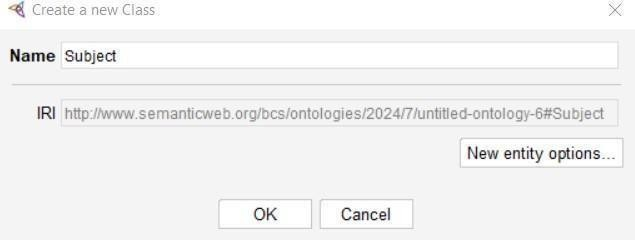 Create a new Class
Name Subject
IRI http://www.semanticweb.org/bcs/ontologies/2024/7/untitled-ontology-6#Subject
New entity options...
OK Cancel